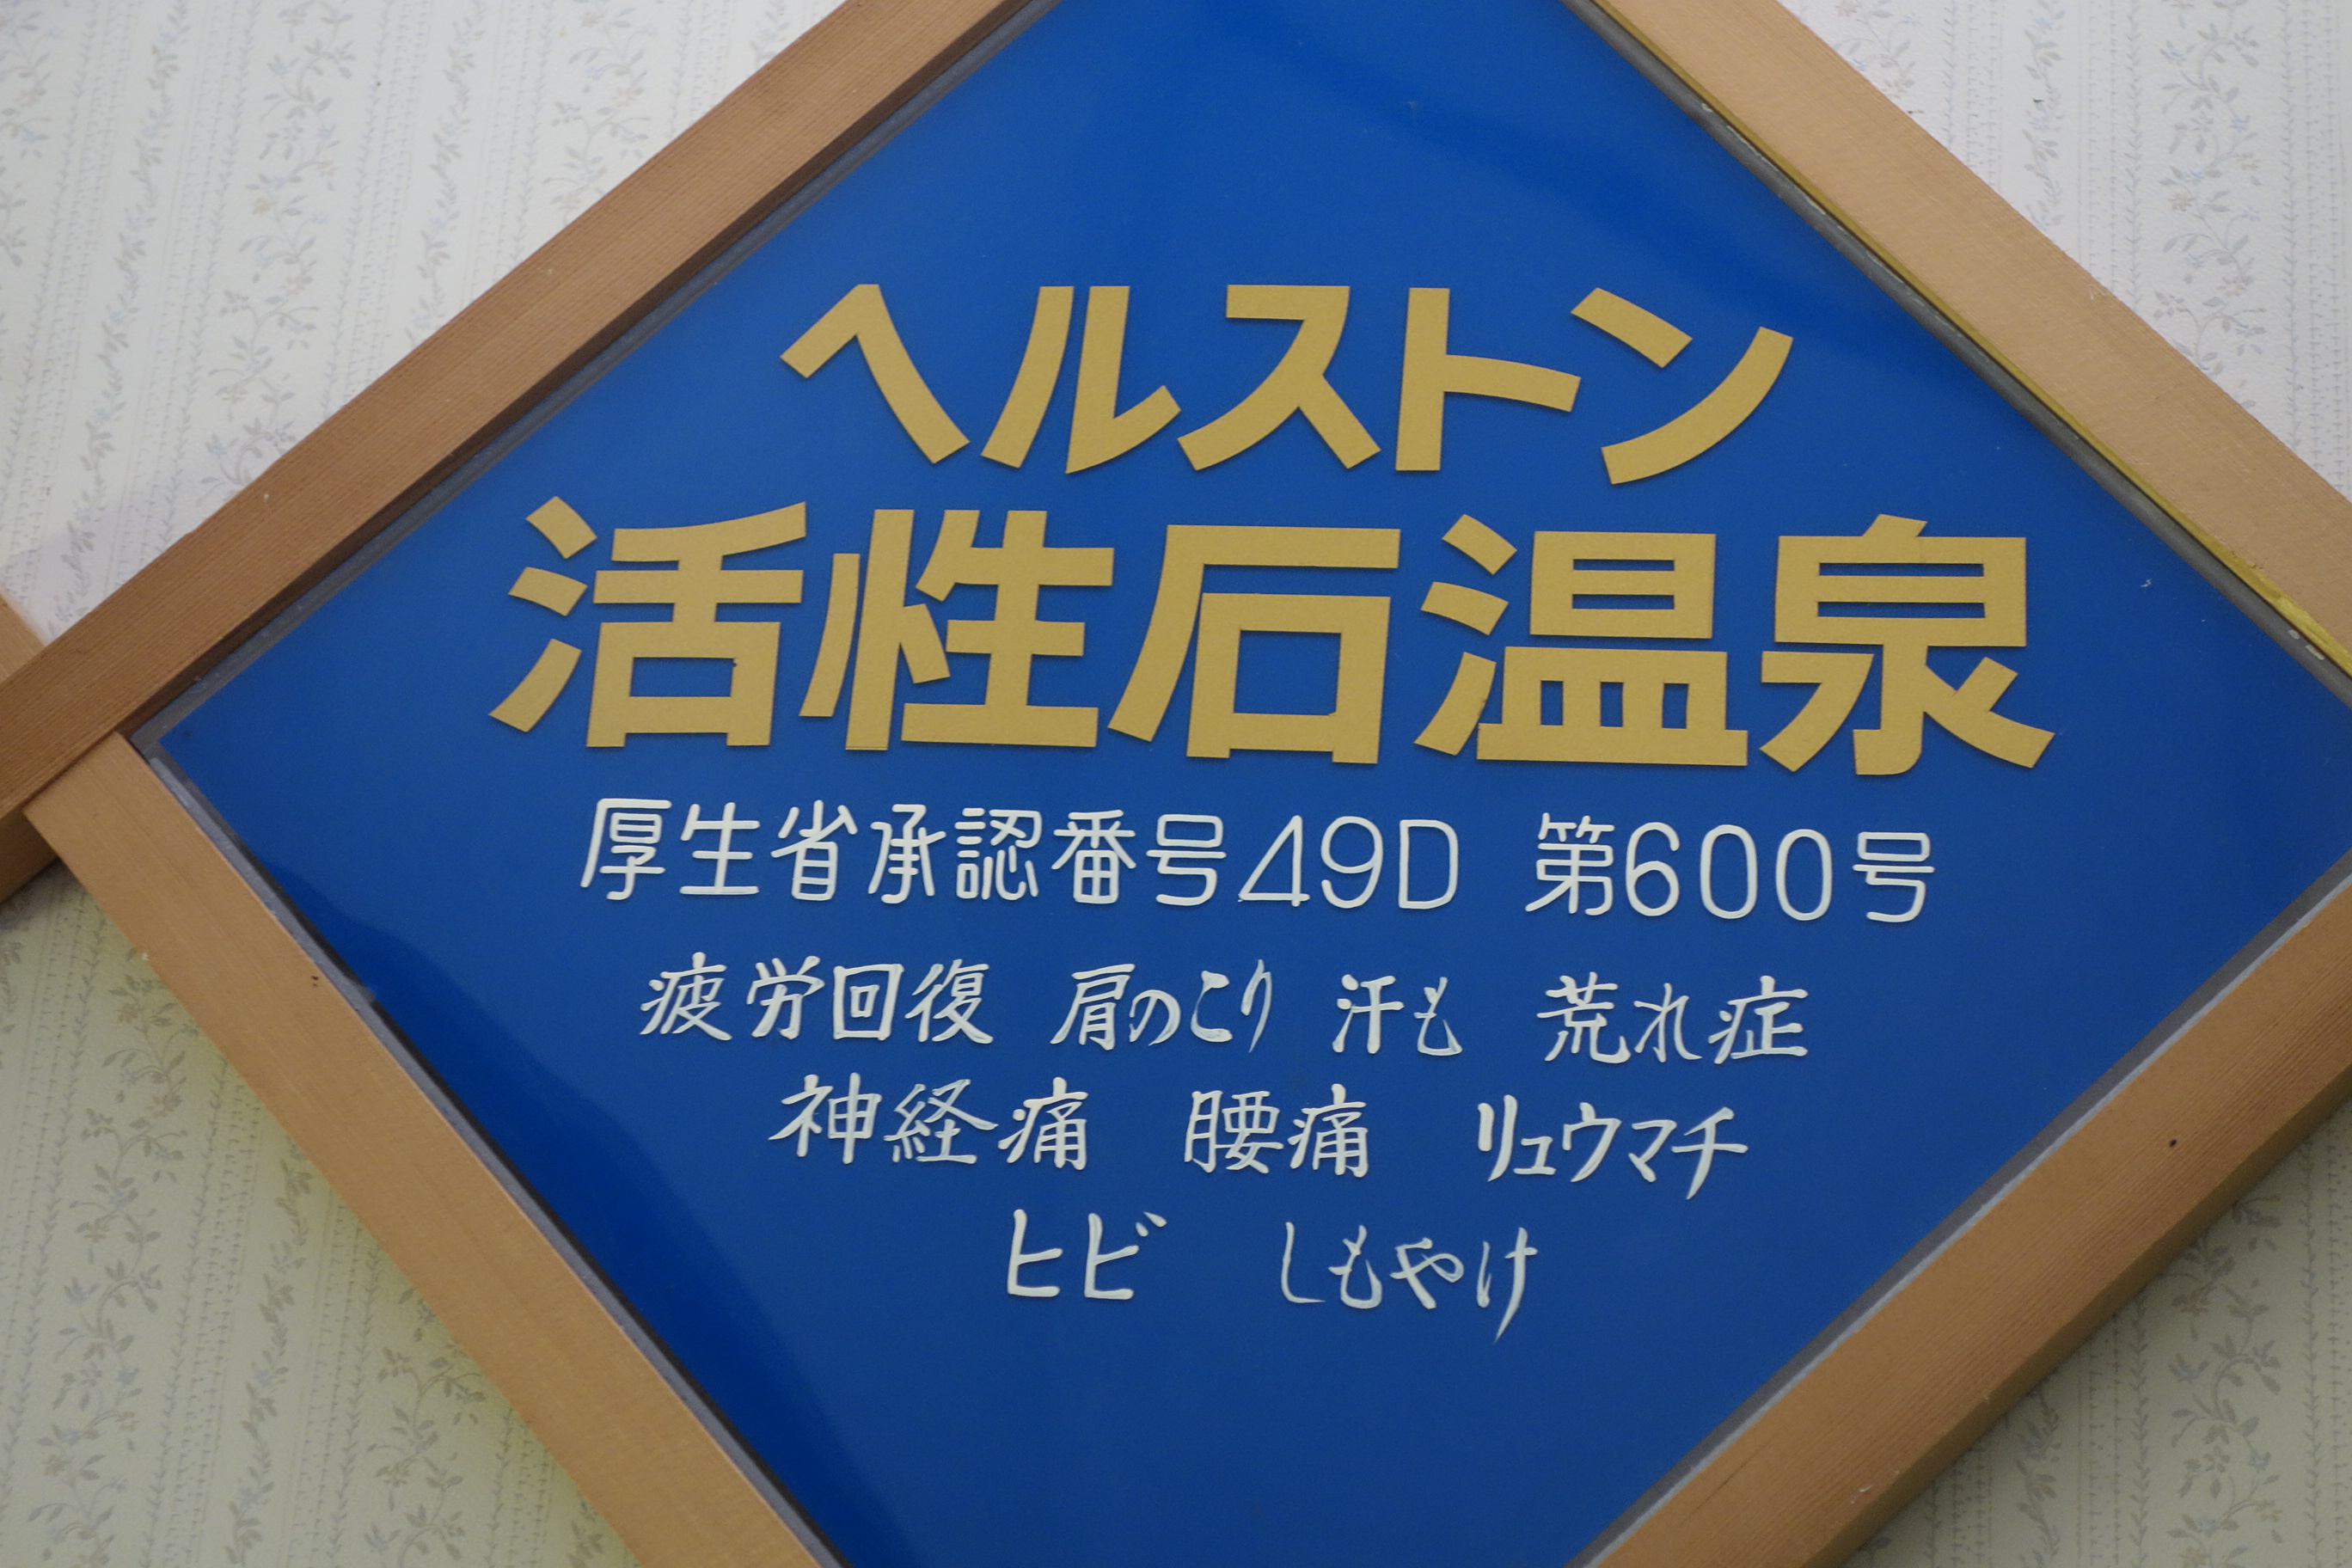 ヘルストン
活性石温泉
厚生省承認番号49D 第600号
疲労回復 肩のこり 汗も 荒れ症
神経痛 腰痛 リュウマチ
ヒビ しもやけ